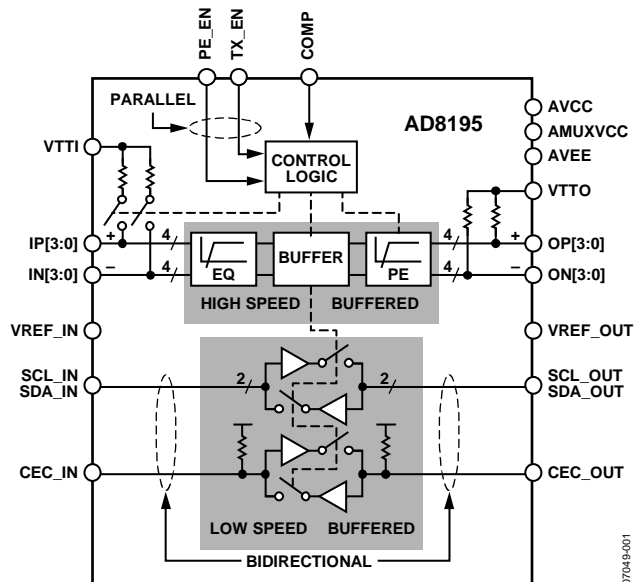 PE_EN
TX_EN
COMP
PARALLEL
AD8195
AVCC
AMUXVCC
AVEE
VTTI
CONTROL
LOGIC
VTTO
IP[3:0]
+
4
4
+
OP[3:0]
IN[3:0]
–
4
EQ
BUFFER
PE
4
–
ON[3:0]
HIGH SPEED
BUFFERED
VREF_IN
VREF_OUT
SCL_IN
SDA_IN
2
2
SCL_OUT
SDA_OUT
CEC_IN
CEC_OUT
LOW SPEED
BUFFERED
BIDIRECTIONAL
07049-001